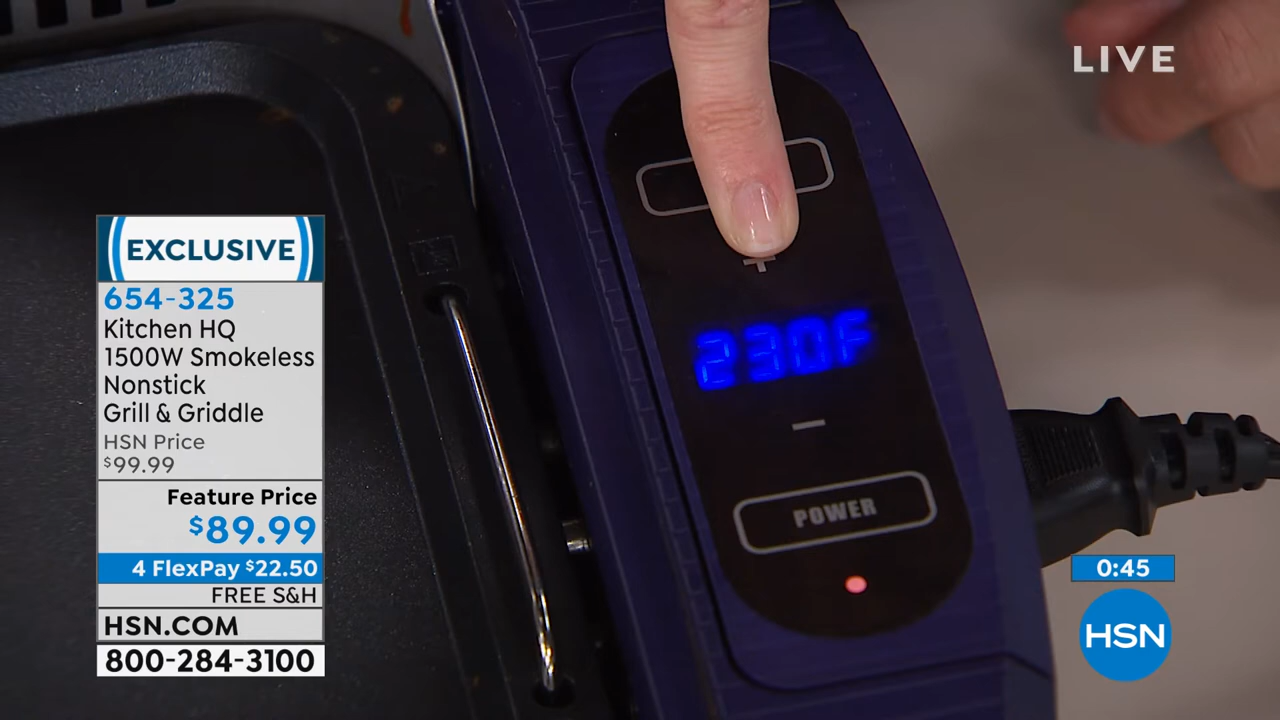 LIVE
EXCLUSIVE
654-325
Kitchen HQ
1500W Smokeless
Nonstick
Grill & Griddle
HSN Price
$99.99
Feature Price
$89.99
4 FlexPay $22.50
FREE S&H
HSN.COM
800-284-3100
+
230F
–
POWER
0:45
HSN